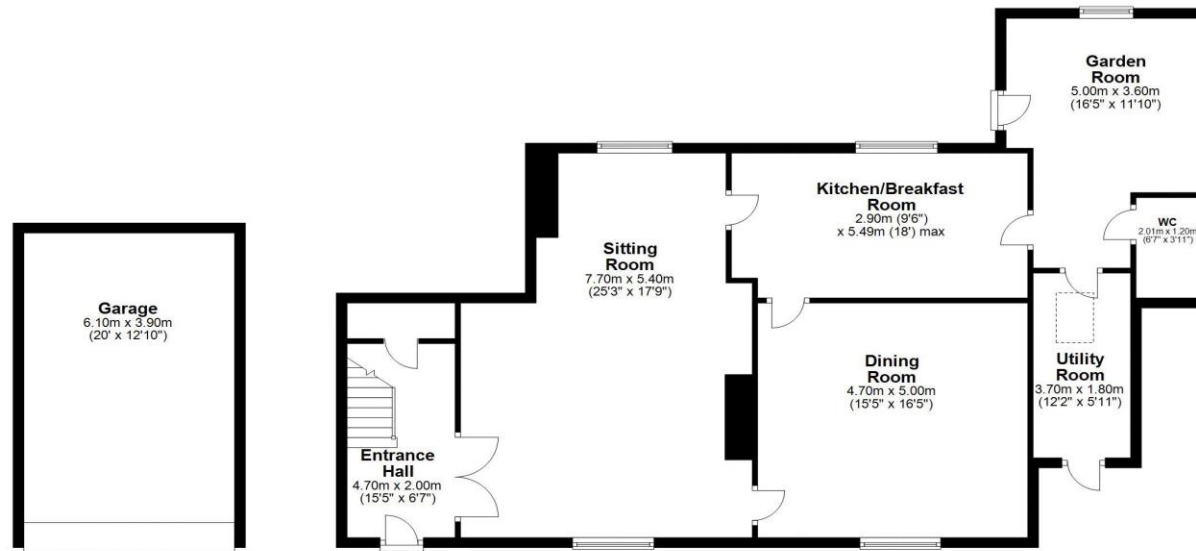 Garage
6.10m x 3.90m
(20' x 12'10")
Entrance
Hall
4.70m x 2.00m
(15'5" x 6'7")
Sitting
Room
7.70m x 5.40m
(25'3" x 17'9")
Kitchen/Breakfast
Room
2.90m (9'6")
x 5.49m (18') max
Dining
Room
4.70m x 5.00m
(15'5" x 16'5")
Garden
Room
5.00m x 3.60m
(16'5" x 11'10")
WC
2.01m x 1.20m
(6'7" x 3'11")
Utility
Room
3.70m x 1.80m
(12'2" x 5'11")